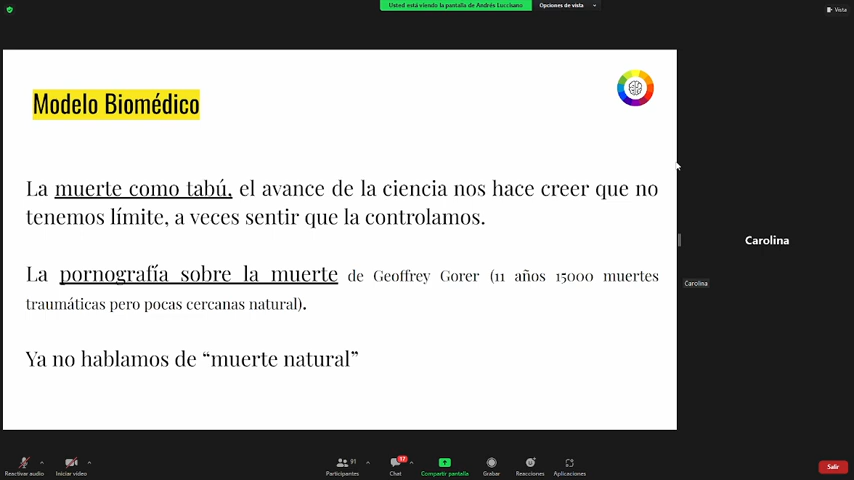 Usted está viendo la pantalla de Andrés Luccisano
Opciones de vista
Vista
Modelo Biomédico
La muerte como tabú, el avance de la ciencia nos hace creer que no
tenemos límite, a veces sentir que la controlamos.
La pornografía sobre la muerte de Geoffrey Gorer (11 años 15000 muertes
traumáticas pero pocas cercanas natural).
Ya no hablamos de “muerte natural”
Carolina
Carolina
Reactivar audio
Iniciar video
91
Participantes
17
Chat
Compartir pantalla
Grabar
Reacciones
Aplicaciones
Salir